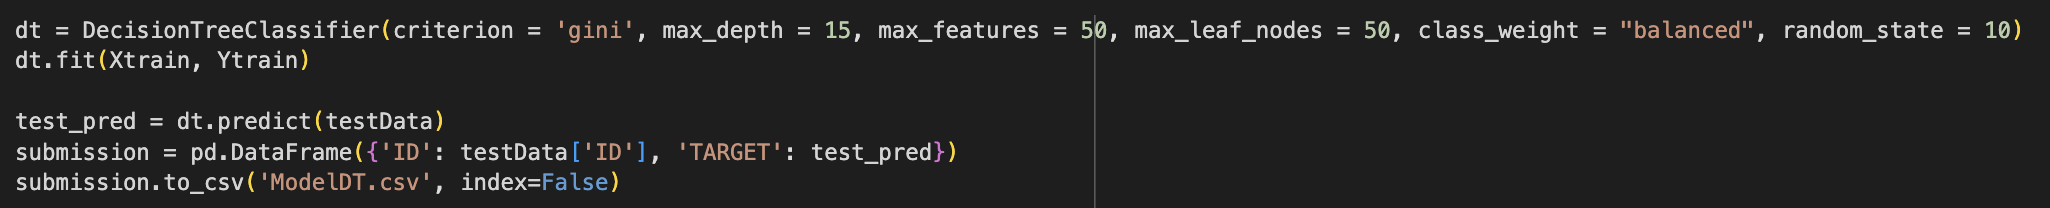 dt = DecisionTreeClassifier(criterion = 'gini', max_depth = 15, max_features = 50, max_leaf_nodes = 50, class_weight = "balanced", random_state = 10)
dt.fit(Xtrain, Ytrain)
test_pred = dt.predict(testData)
submission = pd.DataFrame({'ID': testData['ID'], 'TARGET': test_pred})
submission.to_csv('ModelDT.csv', index=False)